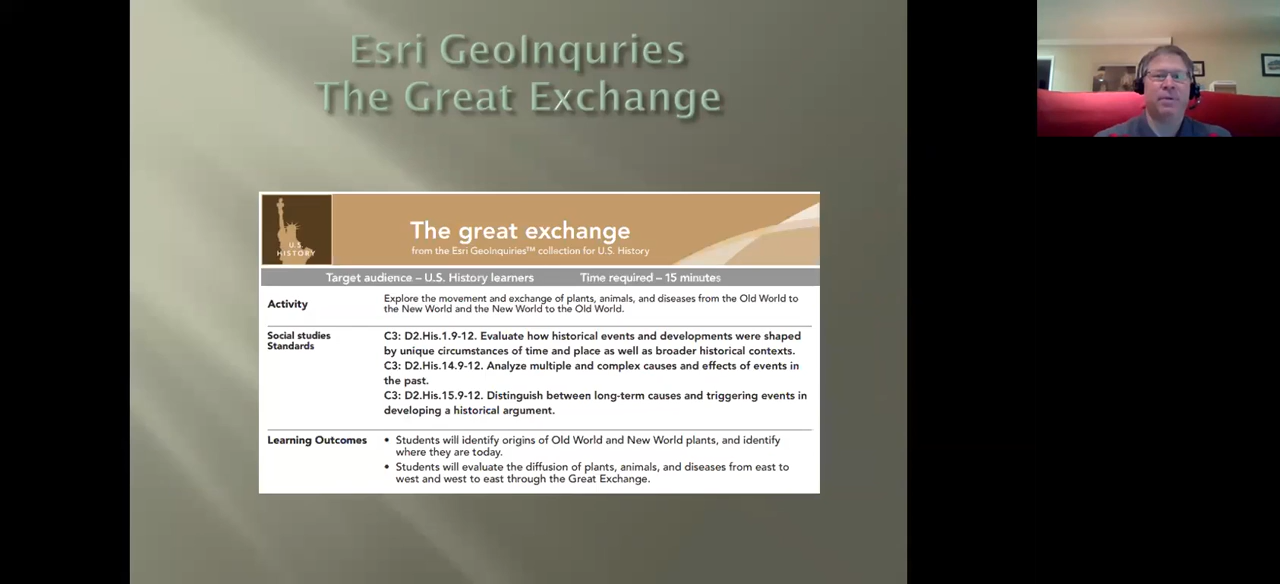 Esri GeoInquries
The Great Exchange
U.S.
HISTORY
The great exchange
from the Esri GeoInquiries™ collection for U.S. History
Target audience – U.S. History learners Time required – 15 minutes
Activity
Explore the movement and exchange of plants, animals, and diseases from the Old World to
the New World and the New World to the Old World.
Social studies
Standards
C3: D2.His.1.9-12. Evaluate how historical events and developments were shaped
by unique circumstances of time and place as well as broader historical contexts.
C3: D2.His.14.9-12. Analyze multiple and complex causes and effects of events in
the past.
C3: D2.His.15.9-12. Distinguish between long-term causes and triggering events in
developing a historical argument.
Learning Outcomes
• Students will identify origins of Old World and New World plants, and identify
where they are today.
• Students will evaluate the diffusion of plants, animals, and diseases from east to
west and west to east through the Great Exchange.